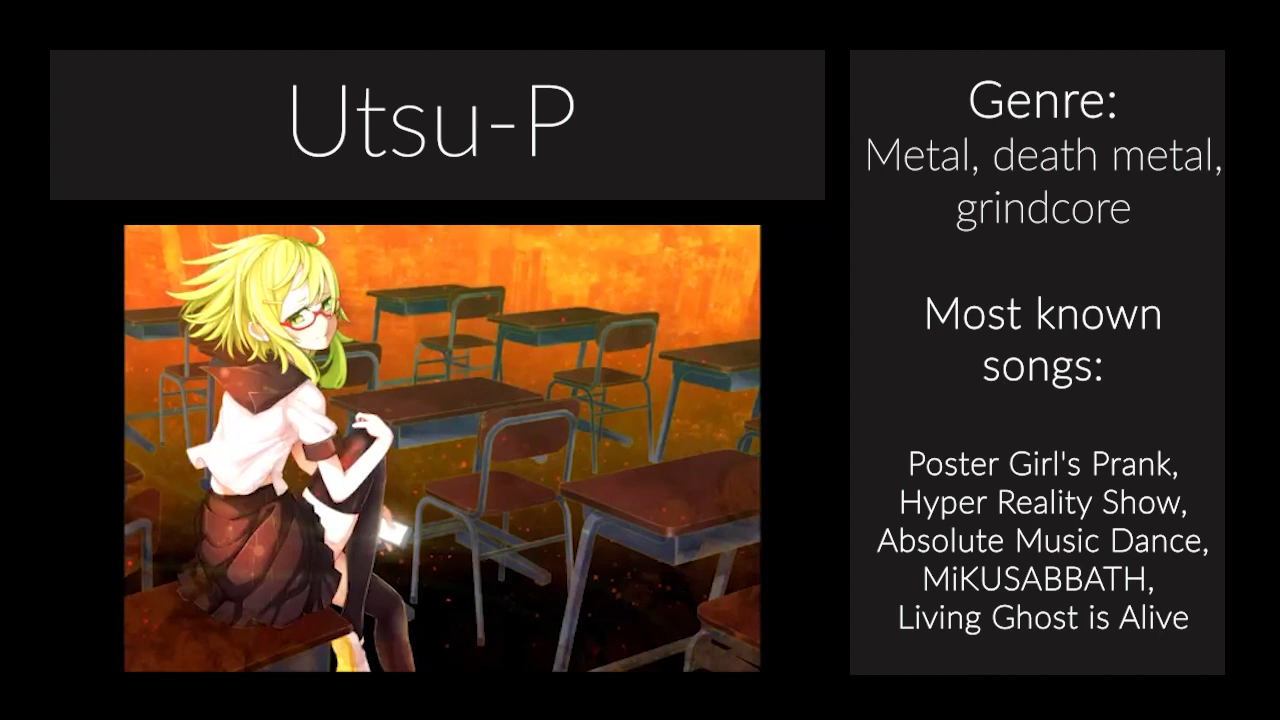 Utsu-P
Genre:
Metal, death metal,
grindcore
Most known
songs:
Poster Girl's Prank,
Hyper Reality Show,
Absolute Music Dance,
MiKUSABBATH,
Living Ghost is Alive